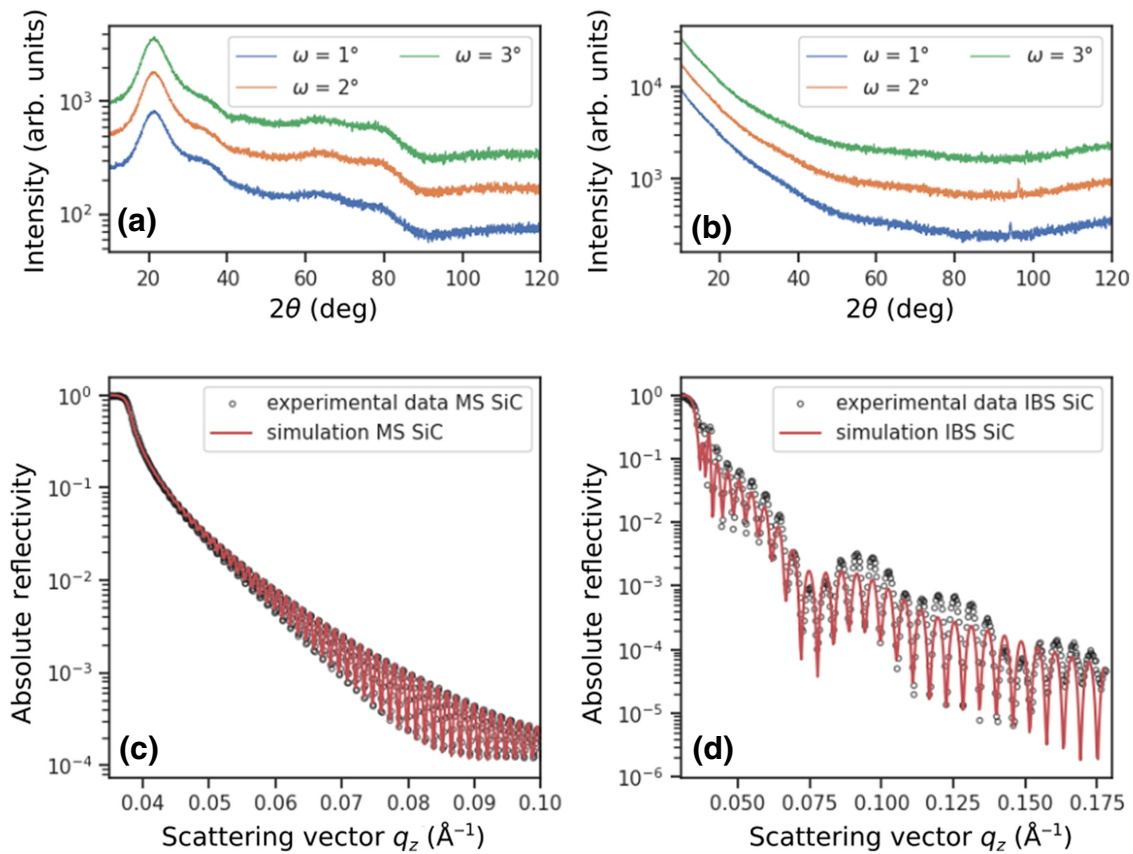 Intensity (arb. units)
10³
10²
ω = 1°
ω = 2°
ω = 3°
(a)
20 40 60 80 100 120
2θ (deg)
Intensity (arb. units)
10⁴
10³
ω = 1°
ω = 2°
ω = 3°
(b)
20 40 60 80 100 120
2θ (deg)
Absolute reflectivity
10⁰
10⁻¹
10⁻²
10⁻³
10⁻⁴
experimental data MS SiC
simulation MS SiC
(c)
0.04 0.05 0.06 0.07 0.08 0.09 0.10
Scattering vector q_z (Å⁻¹)
Absolute reflectivity
10⁰
10⁻¹
10⁻²
10⁻³
10⁻⁴
10⁻⁵
10⁻⁶
experimental data IBS SiC
simulation IBS SiC
(d)
0.050 0.075 0.100 0.125 0.150 0.175
Scattering vector q_z (Å⁻¹)